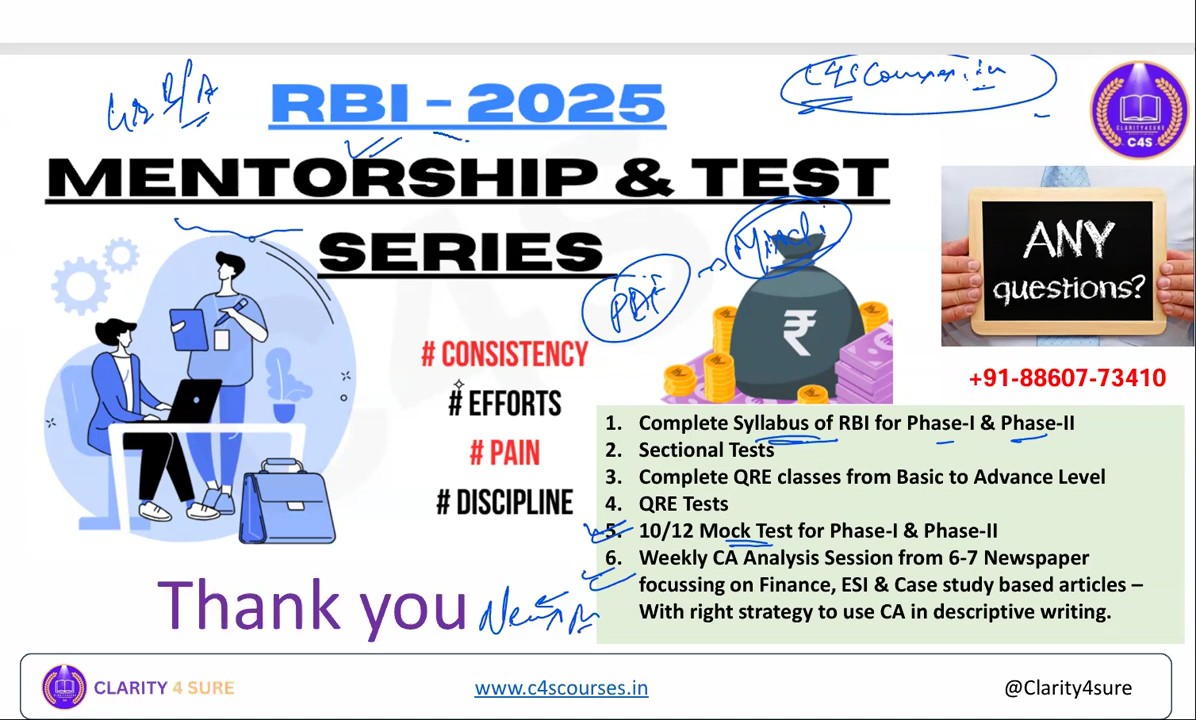 RBI - 2025
C4S
CLARITY4SURE
C4S
MENTORSHIP & TEST
SERIES
Hindi
PDF
ANY
questions?
₹
+91-88607-73410
# CONSISTENCY
# EFFORTS
# PAIN
# DISCIPLINE
1. Complete Syllabus of RBI for Phase-I & Phase-II
2. Sectional Tests
3. Complete QRE classes from Basic to Advance Level
4. QRE Tests
5. 10/12 Mock Test for Phase-I & Phase-II
6. Weekly CA Analysis Session from 6-7 Newspaper
focussing on Finance, ESI & Case study based articles –
With right strategy to use CA in descriptive writing.
Thank you
CLARITY 4 SURE
www.c4scourses.in
@Clarity4sure